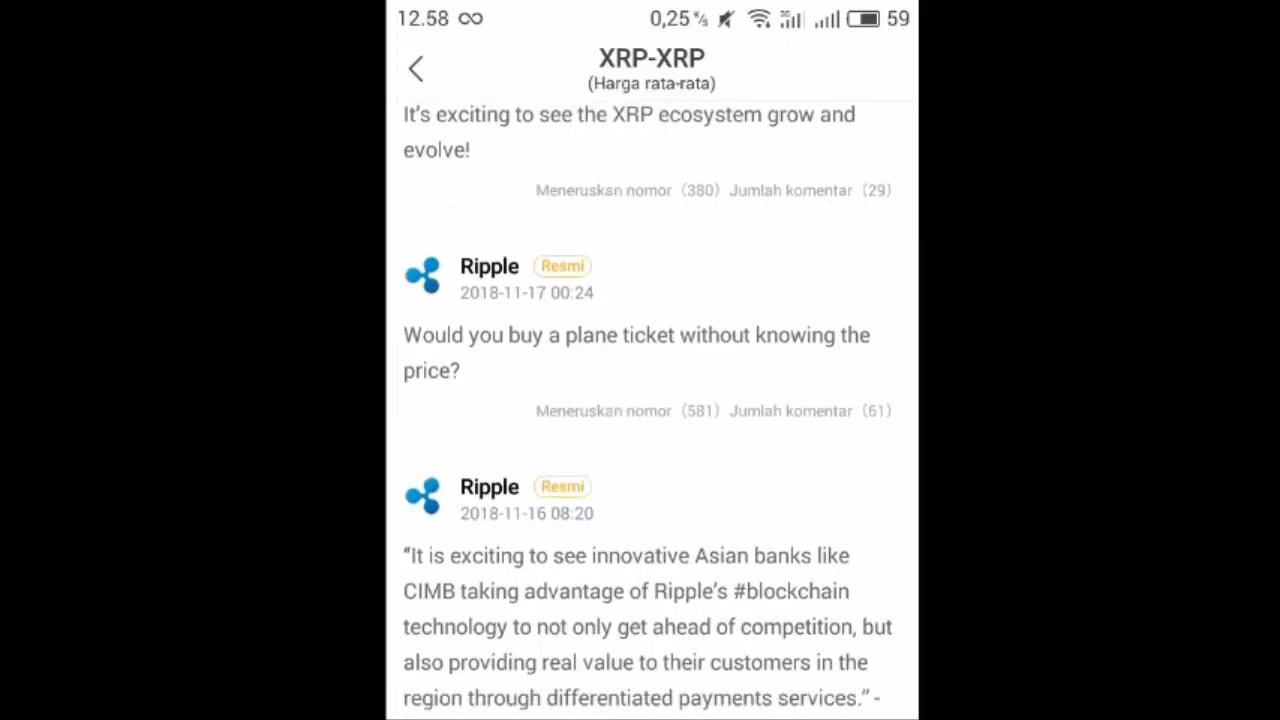 12.58 0,25 K/s 3G 59
XRP-XRP
(Harga rata-rata)
It's exciting to see the XRP ecosystem grow and
evolve!
Meneruskan nomor（380）Jumlah komentar（29）
Ripple Resmi
2018-11-17 00:24
Would you buy a plane ticket without knowing the
price?
Meneruskan nomor（581）Jumlah komentar（61）
Ripple Resmi
2018-11-16 08:20
“It is exciting to see innovative Asian banks like
CIMB taking advantage of Ripple’s #blockchain
technology to not only get ahead of competition, but
also providing real value to their customers in the
region through differentiated payments services.” -